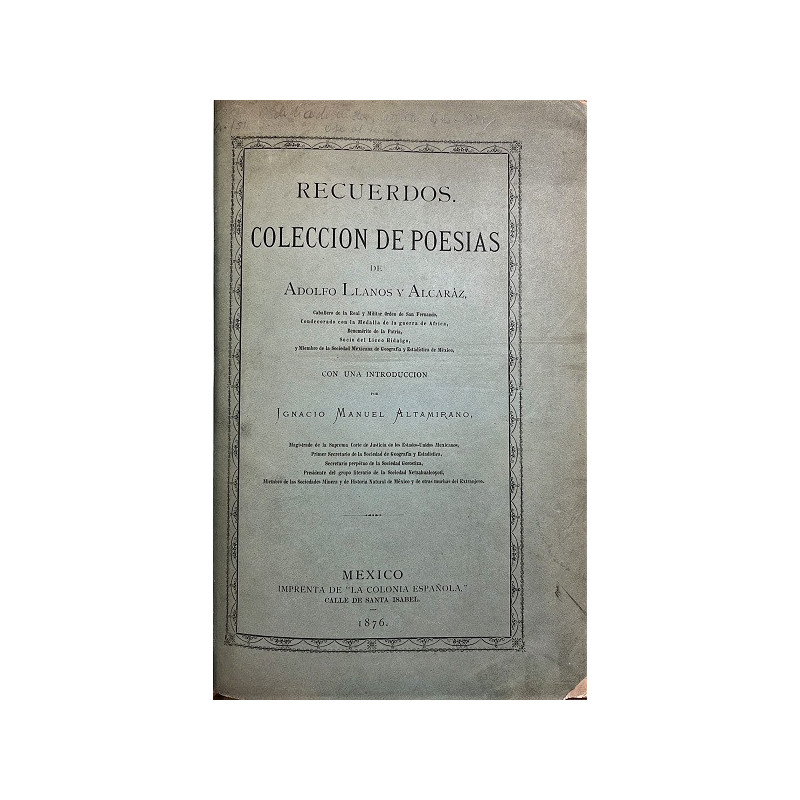 RECUERDOS.
COLECCION DE POESIAS
DE
ADOLFO LLANOS Y ALCARÁZ,
Caballero de la Real y Militar Orden de San Fernando,
Condecorado con la Medalla de la guerra de Africa,
Benemérito de la Patria,
Socio del Liceo Hidalgo,
y Miembro de la Sociedad Mexicana de Geografía y Estadística de México,
CON UNA INTRODUCCION
POR
IGNACIO MANUEL ALTAMIRANO,
Magistrado de la Suprema Corte de Justicia de los Estados-Unidos Mexicanos,
Primer Secretario de la Sociedad de Geografía y Estadística,
Secretario perpétuo de la Sociedad Gorostiza,
Presidente del grupo literario de la Sociedad Netzahualcoyotl,
Miembro de las Sociedades Minera y de Historia Natural de México y de otras muchas del Extranjero.
MEXICO
IMPRENTA DE "LA COLONIA ESPAÑOLA,"
CALLE DE SANTA ISABEL.
1876.